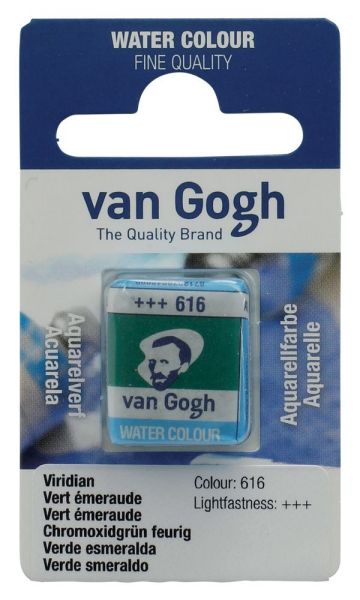 WATER COLOUR
FINE QUALITY
van Gogh
The Quality Brand
Aquarelverf
Acuarela
+++ 616
van Gogh
WATER COLOUR
Aquarellfarbe
Aquarelle
Viridian
Vert émeraude
Vert émeraude
Chromoxidgrün feurig
Verde esmeralda
Verde smeraldo
Colour: 616
Lightfastness: +++